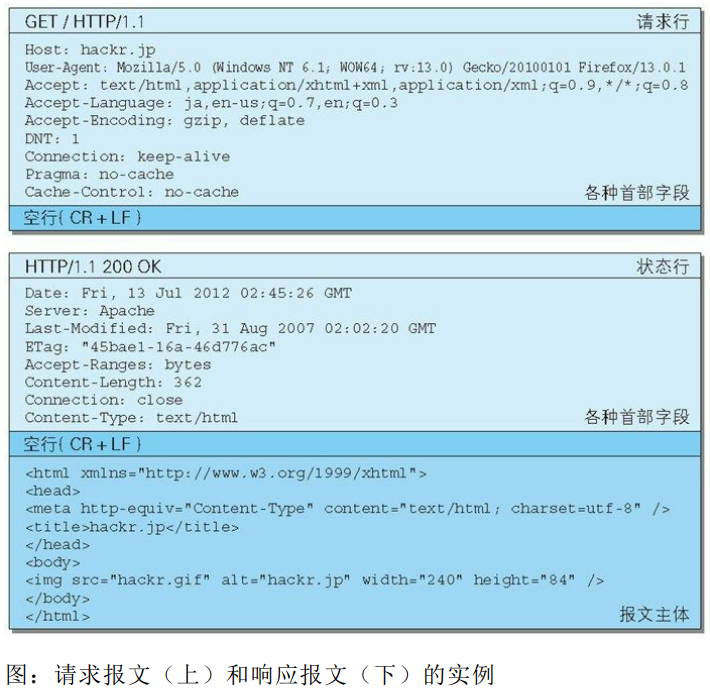 GET / HTTP/1.1 请求行
Host: hackr.jp
User-Agent: Mozilla/5.0 (Windows NT 6.1; WOW64; rv:13.0) Gecko/20100101 Firefox/13.0.1
Accept: text/html,application/xhtml+xml,application/xml;q=0.9,*/*;q=0.8
Accept-Language: ja,en-us;q=0.7,en;q=0.3
Accept-Encoding: gzip, deflate
DNT: 1
Connection: keep-alive
Pragma: no-cache
Cache-Control: no-cache 各种首部字段
空行( CR + LF )
HTTP/1.1 200 OK 状态行
Date: Fri, 13 Jul 2012 02:45:26 GMT
Server: Apache
Last-Modified: Fri, 31 Aug 2007 02:02:20 GMT
ETag: "45bae1-16a-46d776ac"
Accept-Ranges: bytes
Content-Length: 362
Connection: close
Content-Type: text/html 各种首部字段
空行( CR + LF )
<html xmlns="http://www.w3.org/1999/xhtml">
<head>
<meta http-equiv="Content-Type" content="text/html; charset=utf-8" />
<title>hackr.jp</title>
</head>
<body>
<img src="hackr.gif" alt="hackr.jp" width="240" height="84" />
</body>
</html> 报文主体
图：请求报文（上）和响应报文（下）的实例